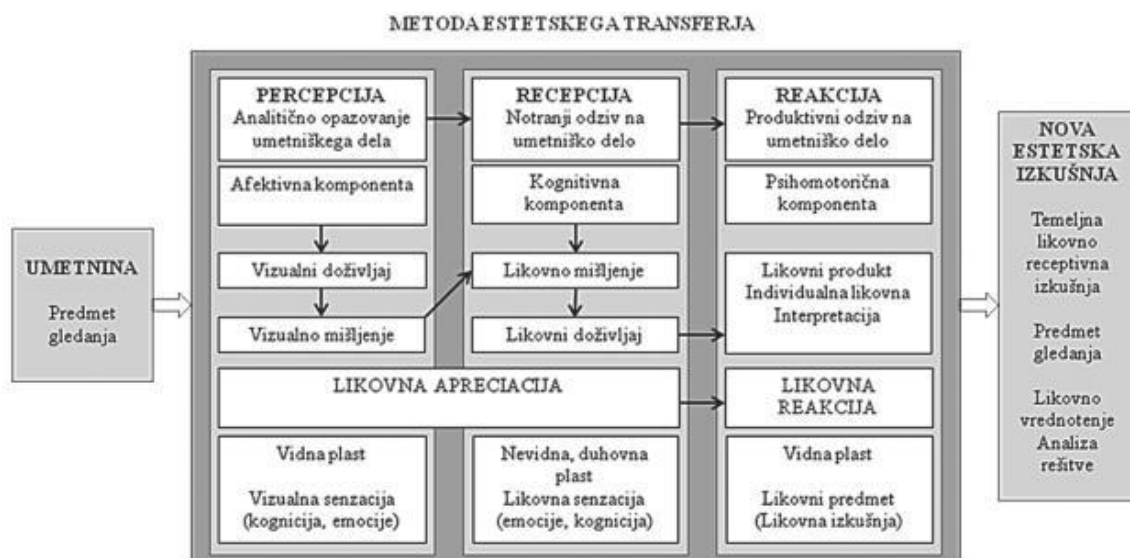 METODA ESTETSKEGA TRANSFERJA
UMETNINA
Predmet
gledanja
PERCEPCIJA
Analitično opazovanje
umetniškega dela
Afektivna komponenta
Vizualni doživljaj
Vizualno mišljenje
RECEPCIJA
Notranji odziv na
umetniško delo
Kognitivna
komponenta
Likovno mišljenje
Likovni doživljaj
REAKCIJA
Produktivni odziv na
umetniško delo
Psihomotorična
komponenta
Likovni produkt
Individualna likovna
Interpretacija
LIKOVNA APRECIACIJA
LIKOVNA
REAKCIJA
Vidna plast
Vizualna senzacija
(kognicija, emocije)
Nevidna, duhovna
plast
Likovna senzacija
(emocije, kognicija)
Vidna plast
Likovni predmet
(Likovna izkušnja)
NOVA
ESTETSKA
IZKUŠNJA
Temeljna
likovno
receptivna
izkušnja
Predmet
gledanja
Likovno
vrednotenje
Analiza
rešitve